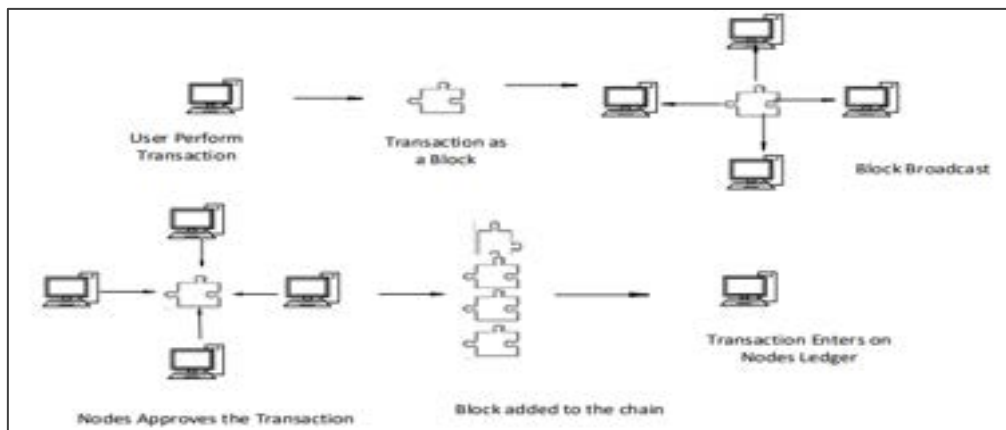 User Perform
Transaction
Transaction as
a Block
Block Broadcast
Nodes Approves the Transaction
Block added to the chain
Transaction Enters on
Nodes Ledger